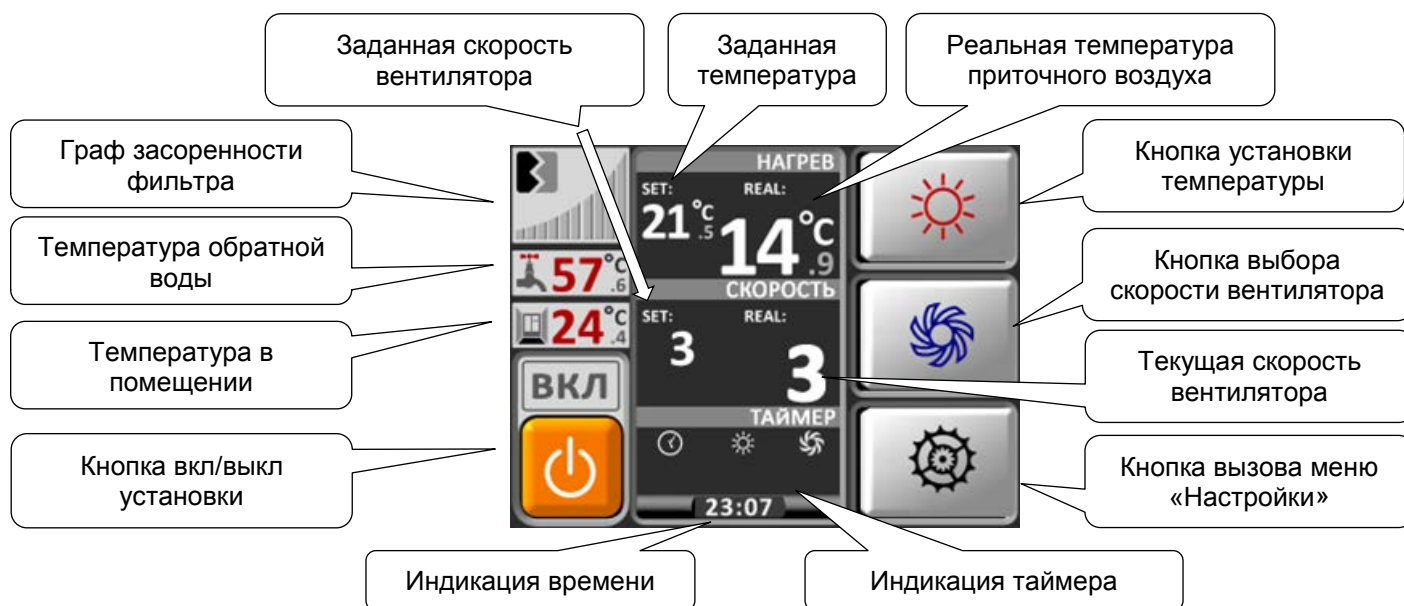 Заданная скорость
вентилятора
Заданная
температура
Реальная температура
приточного воздуха
Граф засоренности
фильтра
Температура обратной
воды
Температура в
помещении
Кнопка вкл/выкл
установки
НАГРЕВ
SET:
REAL:
21°C
.5
14°C
.9
57°C
.6
24°C
.4
СКОРОСТЬ
SET:
REAL:
3
3
ВКЛ
ТАЙМЕР
23:07
Кнопка установки
температуры
Кнопка выбора
скорости вентилятора
Текущая скорость
вентилятора
Кнопка вызова меню
«Настройки»
Индикация времени
Индикация таймера